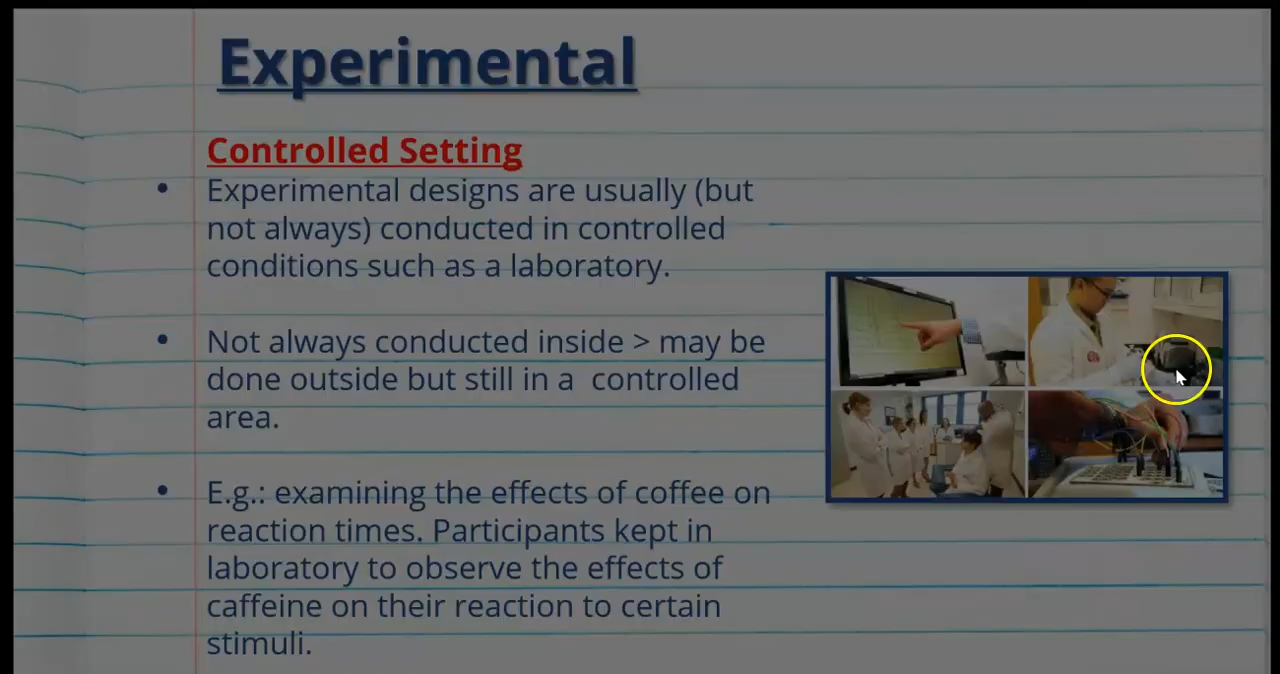 Experimental
Controlled Setting
• Experimental designs are usually (but
not always) conducted in controlled
conditions such as a laboratory.
• Not always conducted inside > may be
done outside but still in a controlled
area.
• E.g.: examining the effects of coffee on
reaction times. Participants kept in
laboratory to observe the effects of
caffeine on their reaction to certain
stimuli.